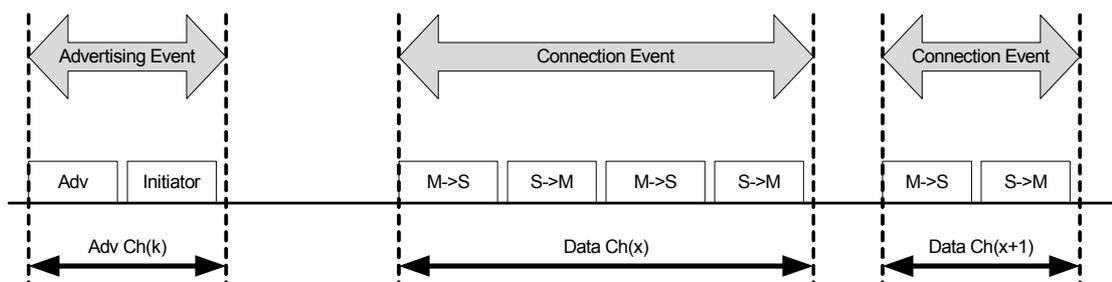 Advertising Event
Connection Event
Connection Event
Adv
Initiator
M->S
S->M
M->S
S->M
M->S
S->M
Adv Ch(k)
Data Ch(x)
Data Ch(x+1)